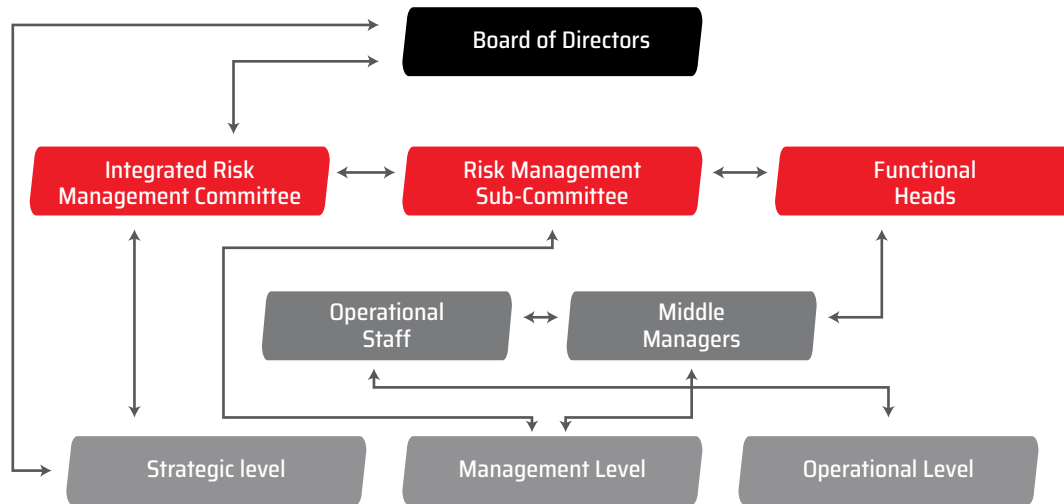 Board of Directors
Integrated Risk
Management Committee
Risk Management
Sub-Committee
Functional
Heads
Operational
Staff
Middle
Managers
Strategic level
Management Level
Operational Level